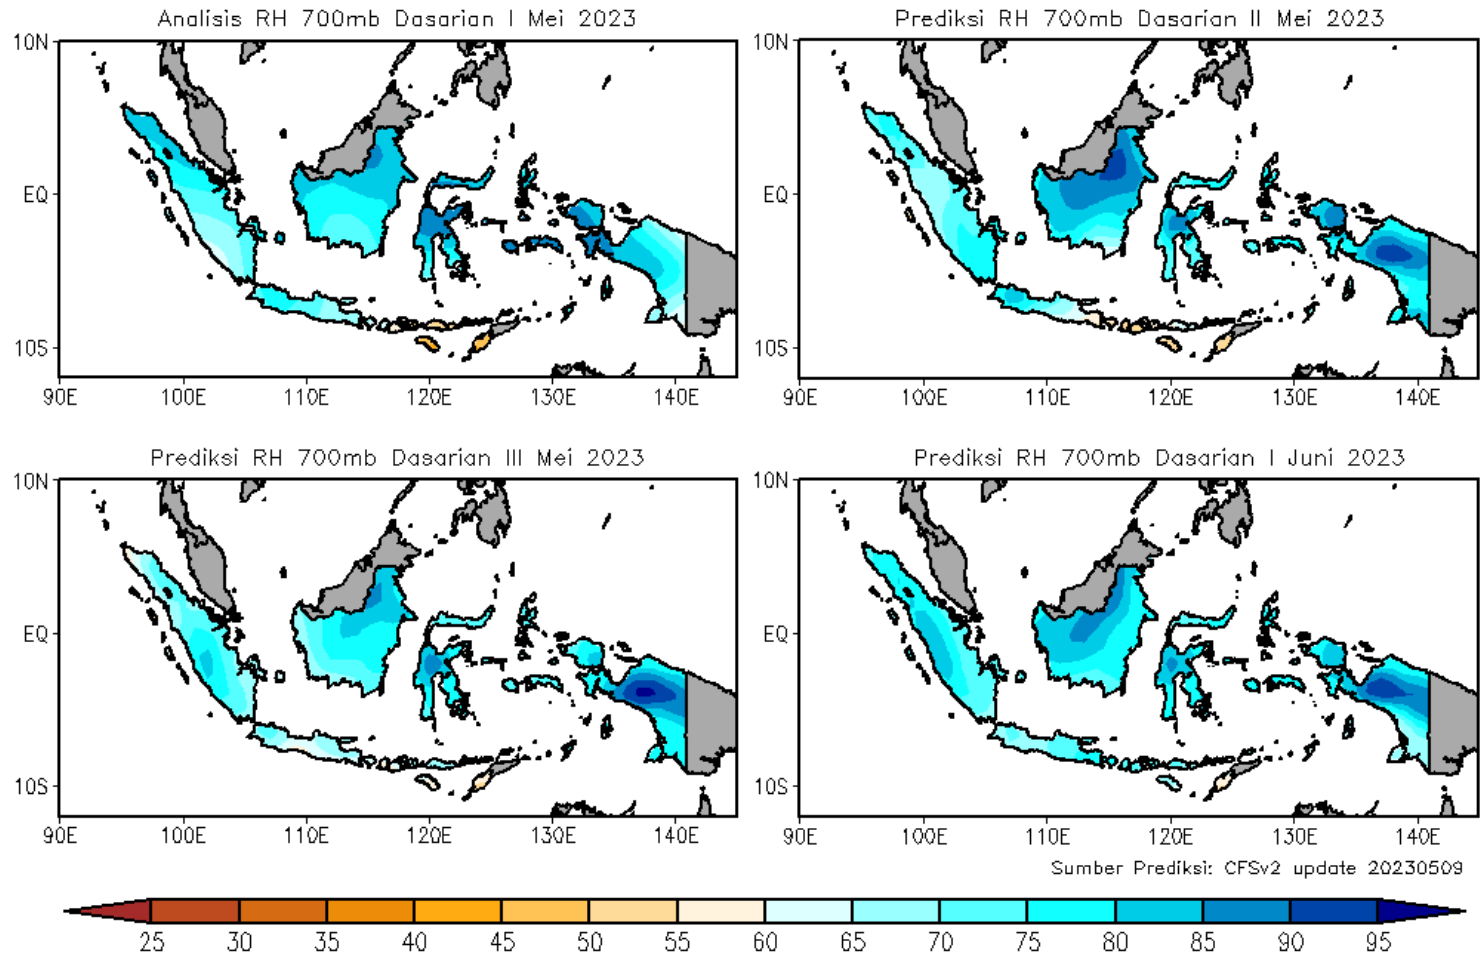 Analisis RH 700mb Dasarian I Mei 2023
10N
EQ
10S
90E 100E 110E 120E 130E 140E
Prediksi RH 700mb Dasarian II Mei 2023
10N
EQ
10S
90E 100E 110E 120E 130E 140E
Prediksi RH 700mb Dasarian III Mei 2023
10N
EQ
10S
90E 100E 110E 120E 130E 140E
Prediksi RH 700mb Dasarian I Juni 2023
10N
EQ
10S
90E 100E 110E 120E 130E 140E
Sumber Prediksi: CFSv2 update 20230509
25 30 35 40 45 50 55 60 65 70 75 80 85 90 95